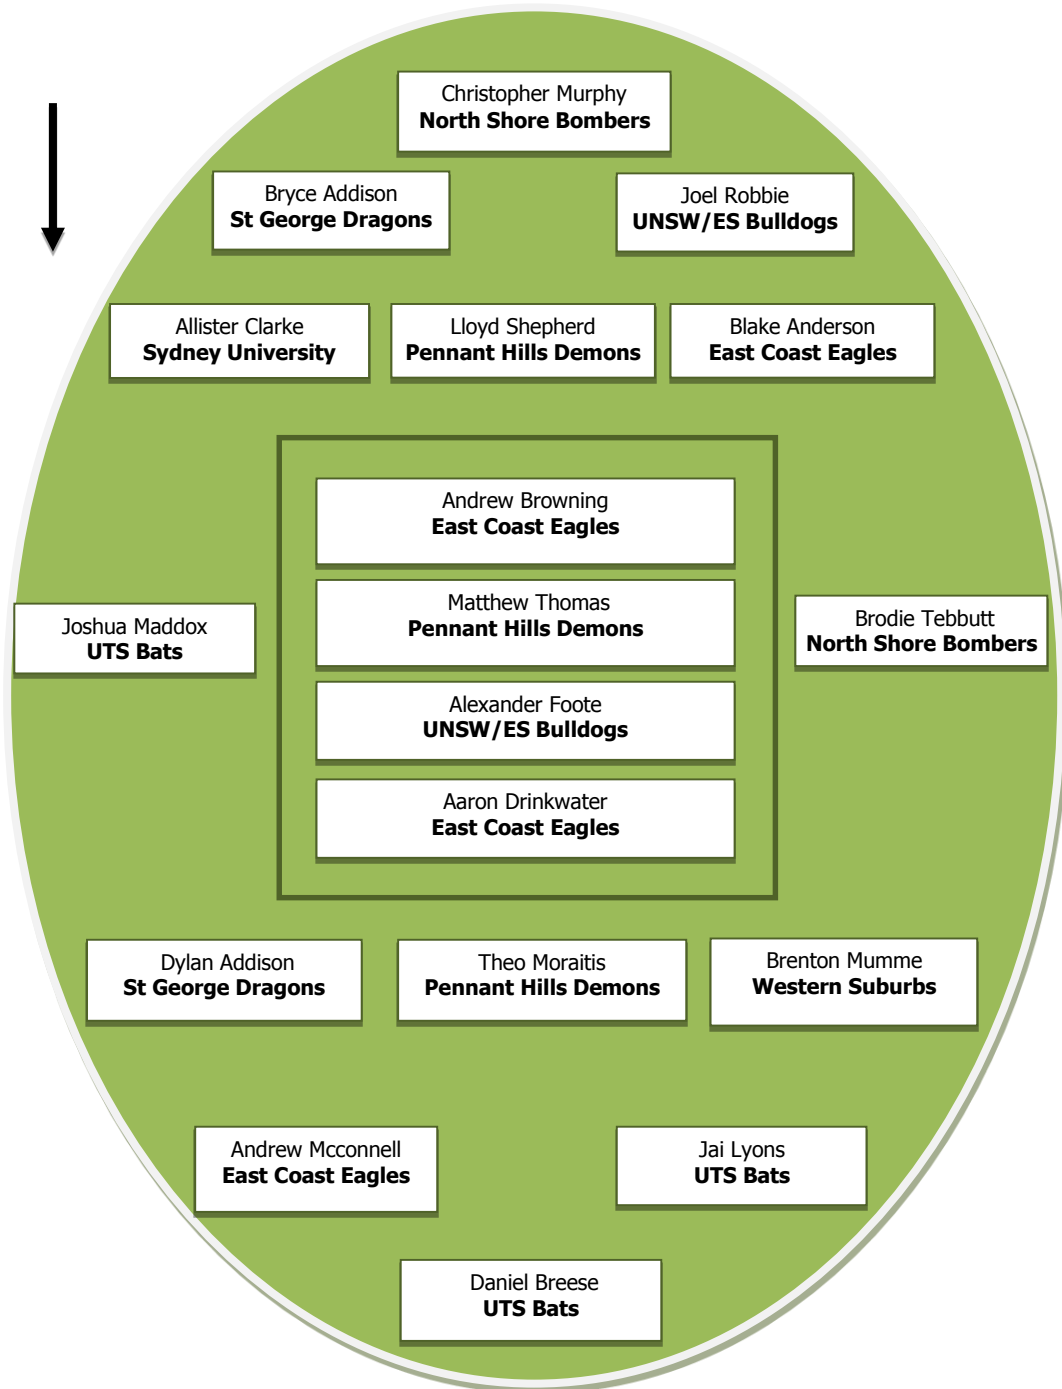 Christopher Murphy
North Shore Bombers
Bryce Addison
St George Dragons
Joel Robbie
UNSW/ES Bulldogs
Allister Clarke
Sydney University
Lloyd Shepherd
Pennant Hills Demons
Blake Anderson
East Coast Eagles
Andrew Browning
East Coast Eagles
Matthew Thomas
Pennant Hills Demons
Joshua Maddox
UTS Bats
Brodie Tebbutt
North Shore Bombers
Alexander Foote
UNSW/ES Bulldogs
Aaron Drinkwater
East Coast Eagles
Dylan Addison
St George Dragons
Theo Moraitis
Pennant Hills Demons
Brenton Mumme
Western Suburbs
Andrew Mcconnell
East Coast Eagles
Jai Lyons
UTS Bats
Daniel Breese
UTS Bats